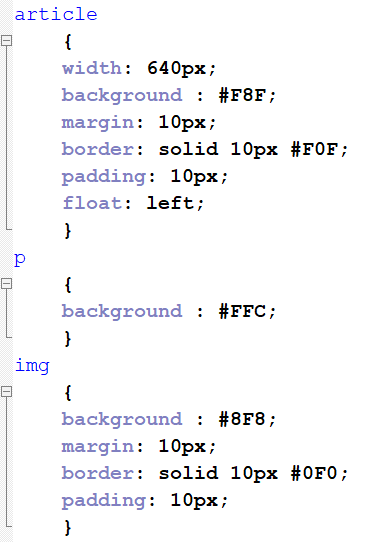 article
{
width: 640px;
background : #F8F;
margin: 10px;
border: solid 10px #F0F;
padding: 10px;
float: left;
}
p
{
background : #FFC;
}
img
{
background : #8F8;
margin: 10px;
border: solid 10px #0F0;
padding: 10px;
}